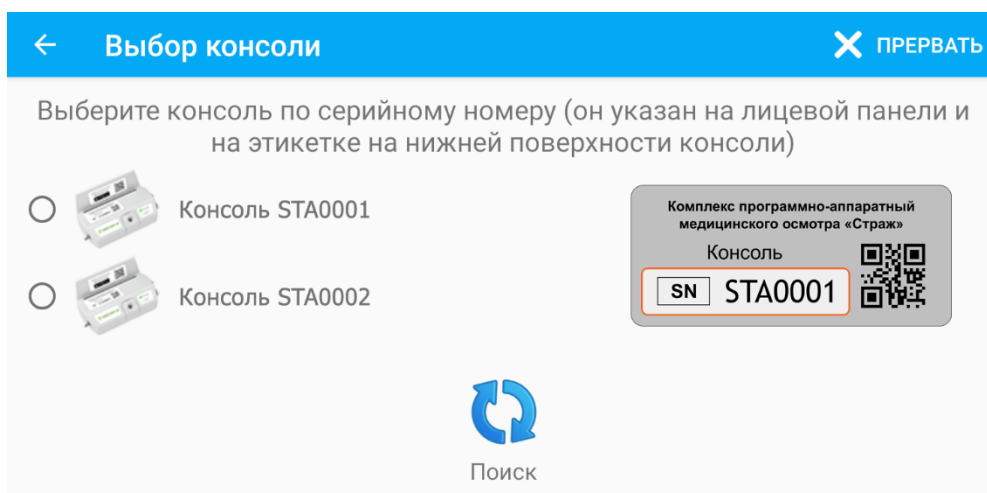 Выбор консоли
ПРЕРВАТЬ
Выберите консоль по серийному номеру (он указан на лицевой панели и
на этикетке на нижней поверхности консоли)
Консоль STA0001
Консоль STA0002
Комплекс программно-аппаратный
медицинского осмотра «Страж»
Консоль
SN STA0001
Поиск